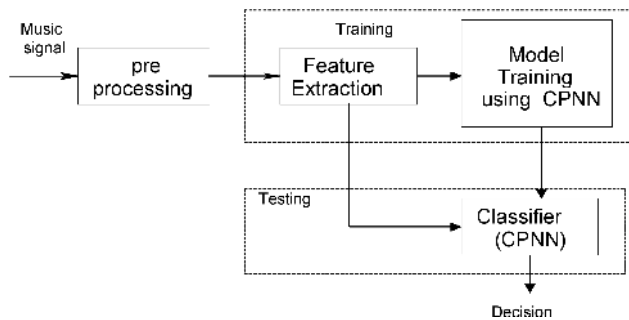 Music
signal
pre
processing
Training
Feature
Extraction
Model
Training
using CPNN
Testing
Classifier
(CPNN)
Decision